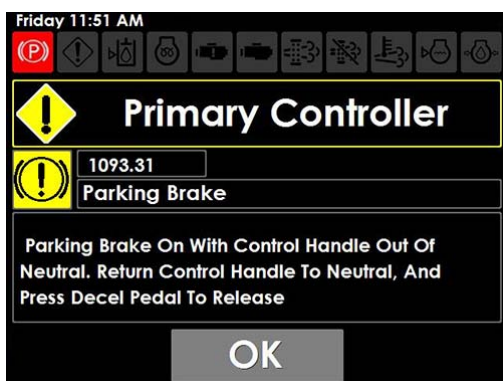 Friday 11:51 AM
(P)
Primary Controller
1093.31
Parking Brake
Parking Brake On With Control Handle Out Of
Neutral. Return Control Handle To Neutral, And
Press Decel Pedal To Release
OK